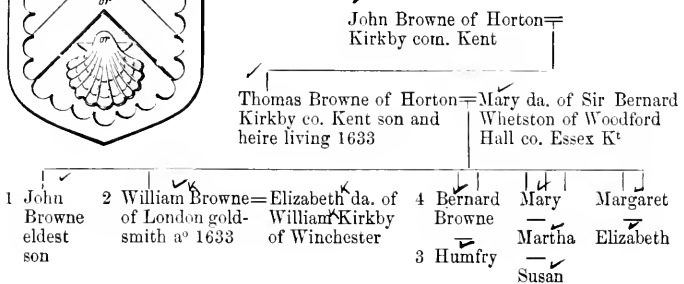 or
or
John Browne of Horton=
Kirkby com. Kent
Thomas Browne of Horton=Mary da. of Sir Bernard
Kirkby co. Kent son and Whetston of Woodford
heire living 1633 Hall co. Essex Kt
1 John 2 William Browne=Elizabeth da. of 4 Bernard Mary Margaret
Browne of London gold- William Kirkby Browne — —
eldest smith ao 1633 of Winchester — Martha Elizabeth
son 3 Humfry —
Susan